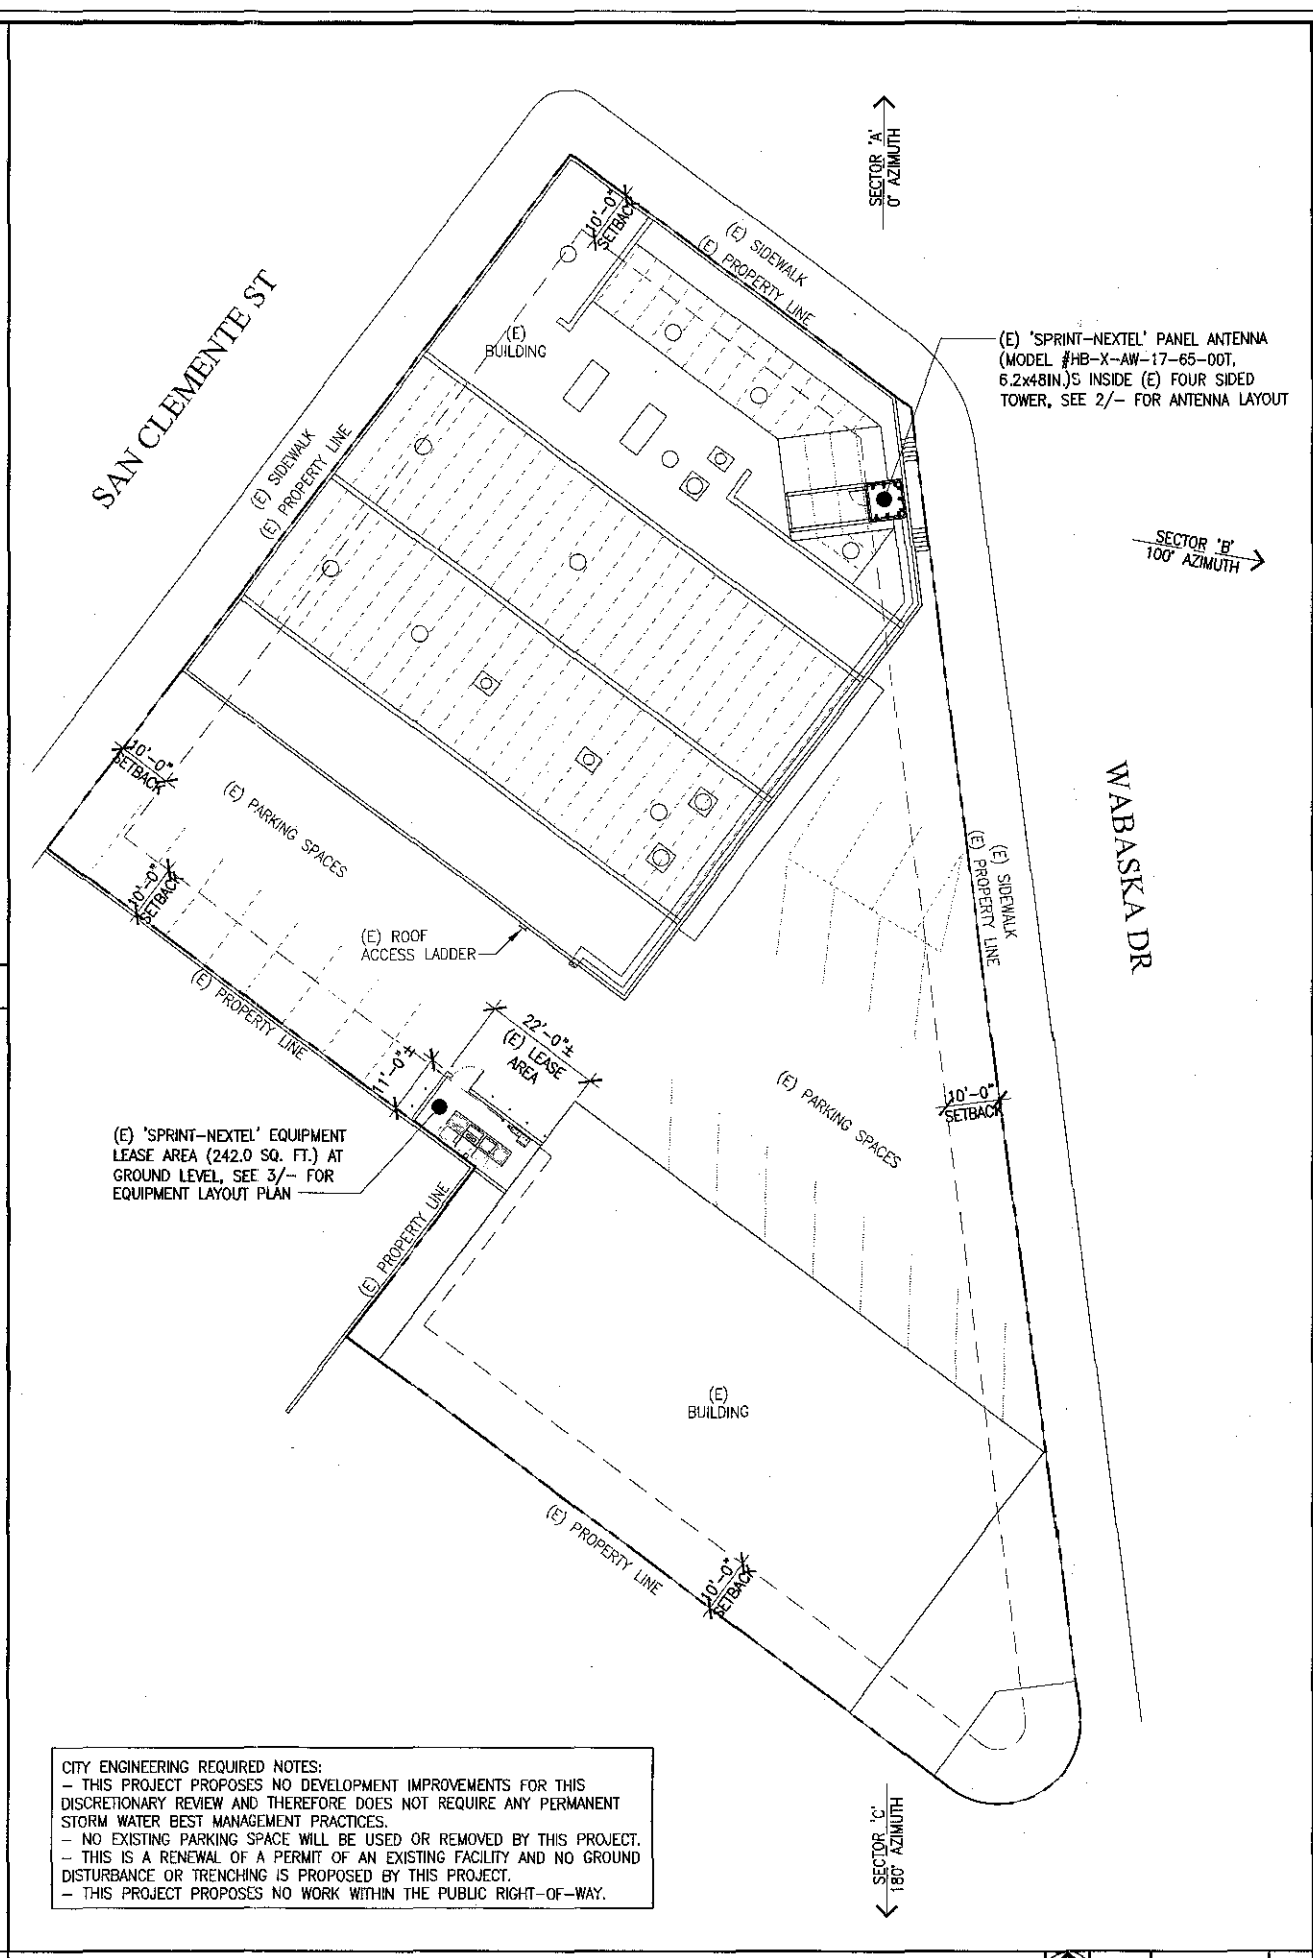 SECTOR 'A'
0° AZIMUTH
10'-0"
SETBACK
(E) SIDEWALK
(E) PROPERTY LINE
SAN CLEMENTE ST
(E)
BUILDING
(E) 'SPRINT-NEXTEL' PANEL ANTENNA
(MODEL #HB-X-AW-17-65-00T,
6.2x48IN.)S INSIDE (E) FOUR SIDED
TOWER, SEE 2/- FOR ANTENNA LAYOUT
(E) SIDEWALK
(E) PROPERTY LINE
SECTOR 'B'
100° AZIMUTH
10'-0"
SETBACK
(E) PARKING SPACES
10'-0"
SETBACK
WABASKA DR
(E) SIDEWALK
(E) PROPERTY LINE
(E) ROOF
ACCESS LADDER
(E) PROPERTY LINE
22'-0"±
(E) LEASE
AREA
11'-0"±
(E) PARKING SPACES
10'-0"
SETBACK
(E) 'SPRINT-NEXTEL' EQUIPMENT
LEASE AREA (242.0 SQ. FT.) AT
GROUND LEVEL, SEE 3/- FOR
EQUIPMENT LAYOUT PLAN
(E) PROPERTY LINE
(E)
BUILDING
(E) PROPERTY LINE
10'-0"
SETBACK
CITY ENGINEERING REQUIRED NOTES:
- THIS PROJECT PROPOSES NO DEVELOPMENT IMPROVEMENTS FOR THIS
DISCRETIONARY REVIEW AND THEREFORE DOES NOT REQUIRE ANY PERMANENT
STORM WATER BEST MANAGEMENT PRACTICES.
- NO EXISTING PARKING SPACE WILL BE USED OR REMOVED BY THIS PROJECT.
- THIS IS A RENEWAL OF A PERMIT OF AN EXISTING FACILITY AND NO GROUND
DISTURBANCE OR TRENCHING IS PROPOSED BY THIS PROJECT.
- THIS PROJECT PROPOSES NO WORK WITHIN THE PUBLIC RIGHT-OF-WAY.
SECTOR 'C'
180° AZIMUTH